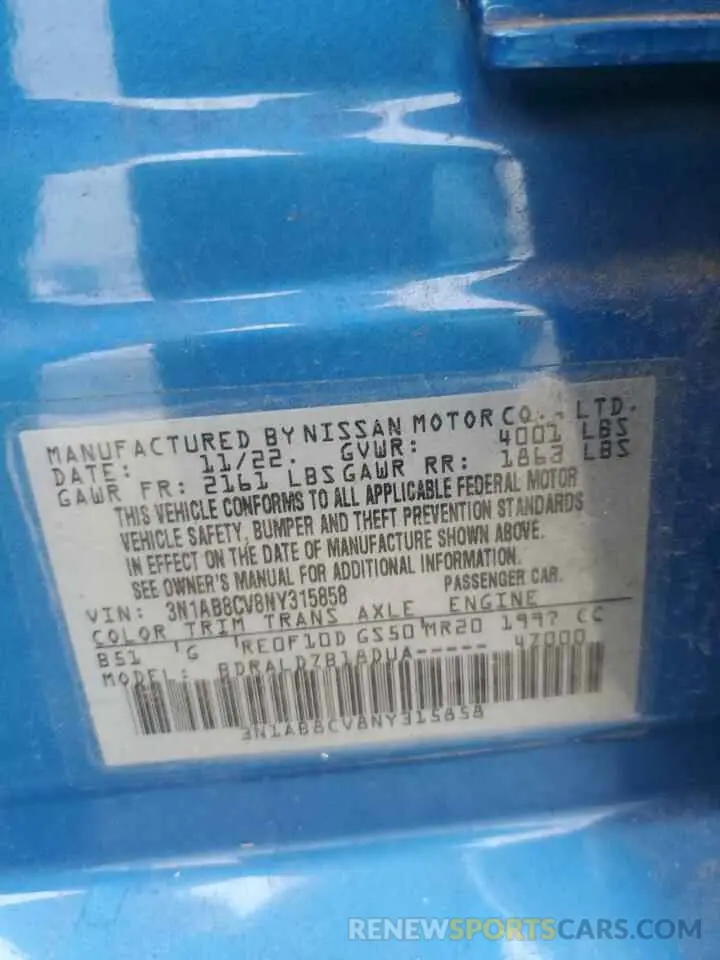 MANUFACTURED BY NISSAN MOTOR CO., LTD.
DATE: 11/22. GVWR: 4001 LBS
GAWR FR: 2161 LBS GAWR RR: 1863 LBS
THIS VEHICLE CONFORMS TO ALL APPLICABLE FEDERAL MOTOR
VEHICLE SAFETY, BUMPER AND THEFT PREVENTION STANDARDS
IN EFFECT ON THE DATE OF MANUFACTURE SHOWN ABOVE.
SEE OWNER'S MANUAL FOR ADDITIONAL INFORMATION.
VIN: 3N1AB8CV8NY315858 PASSENGER CAR.
COLOR TRIM TRANS AXLE ENGINE
B51 'G 'RE0F10D GS50'MR20 1997 CC
MODEL: BDRALDZB18DUA----- 47000
3N1AB8CV8NY315858
RENEWSPORTSCARS.COM